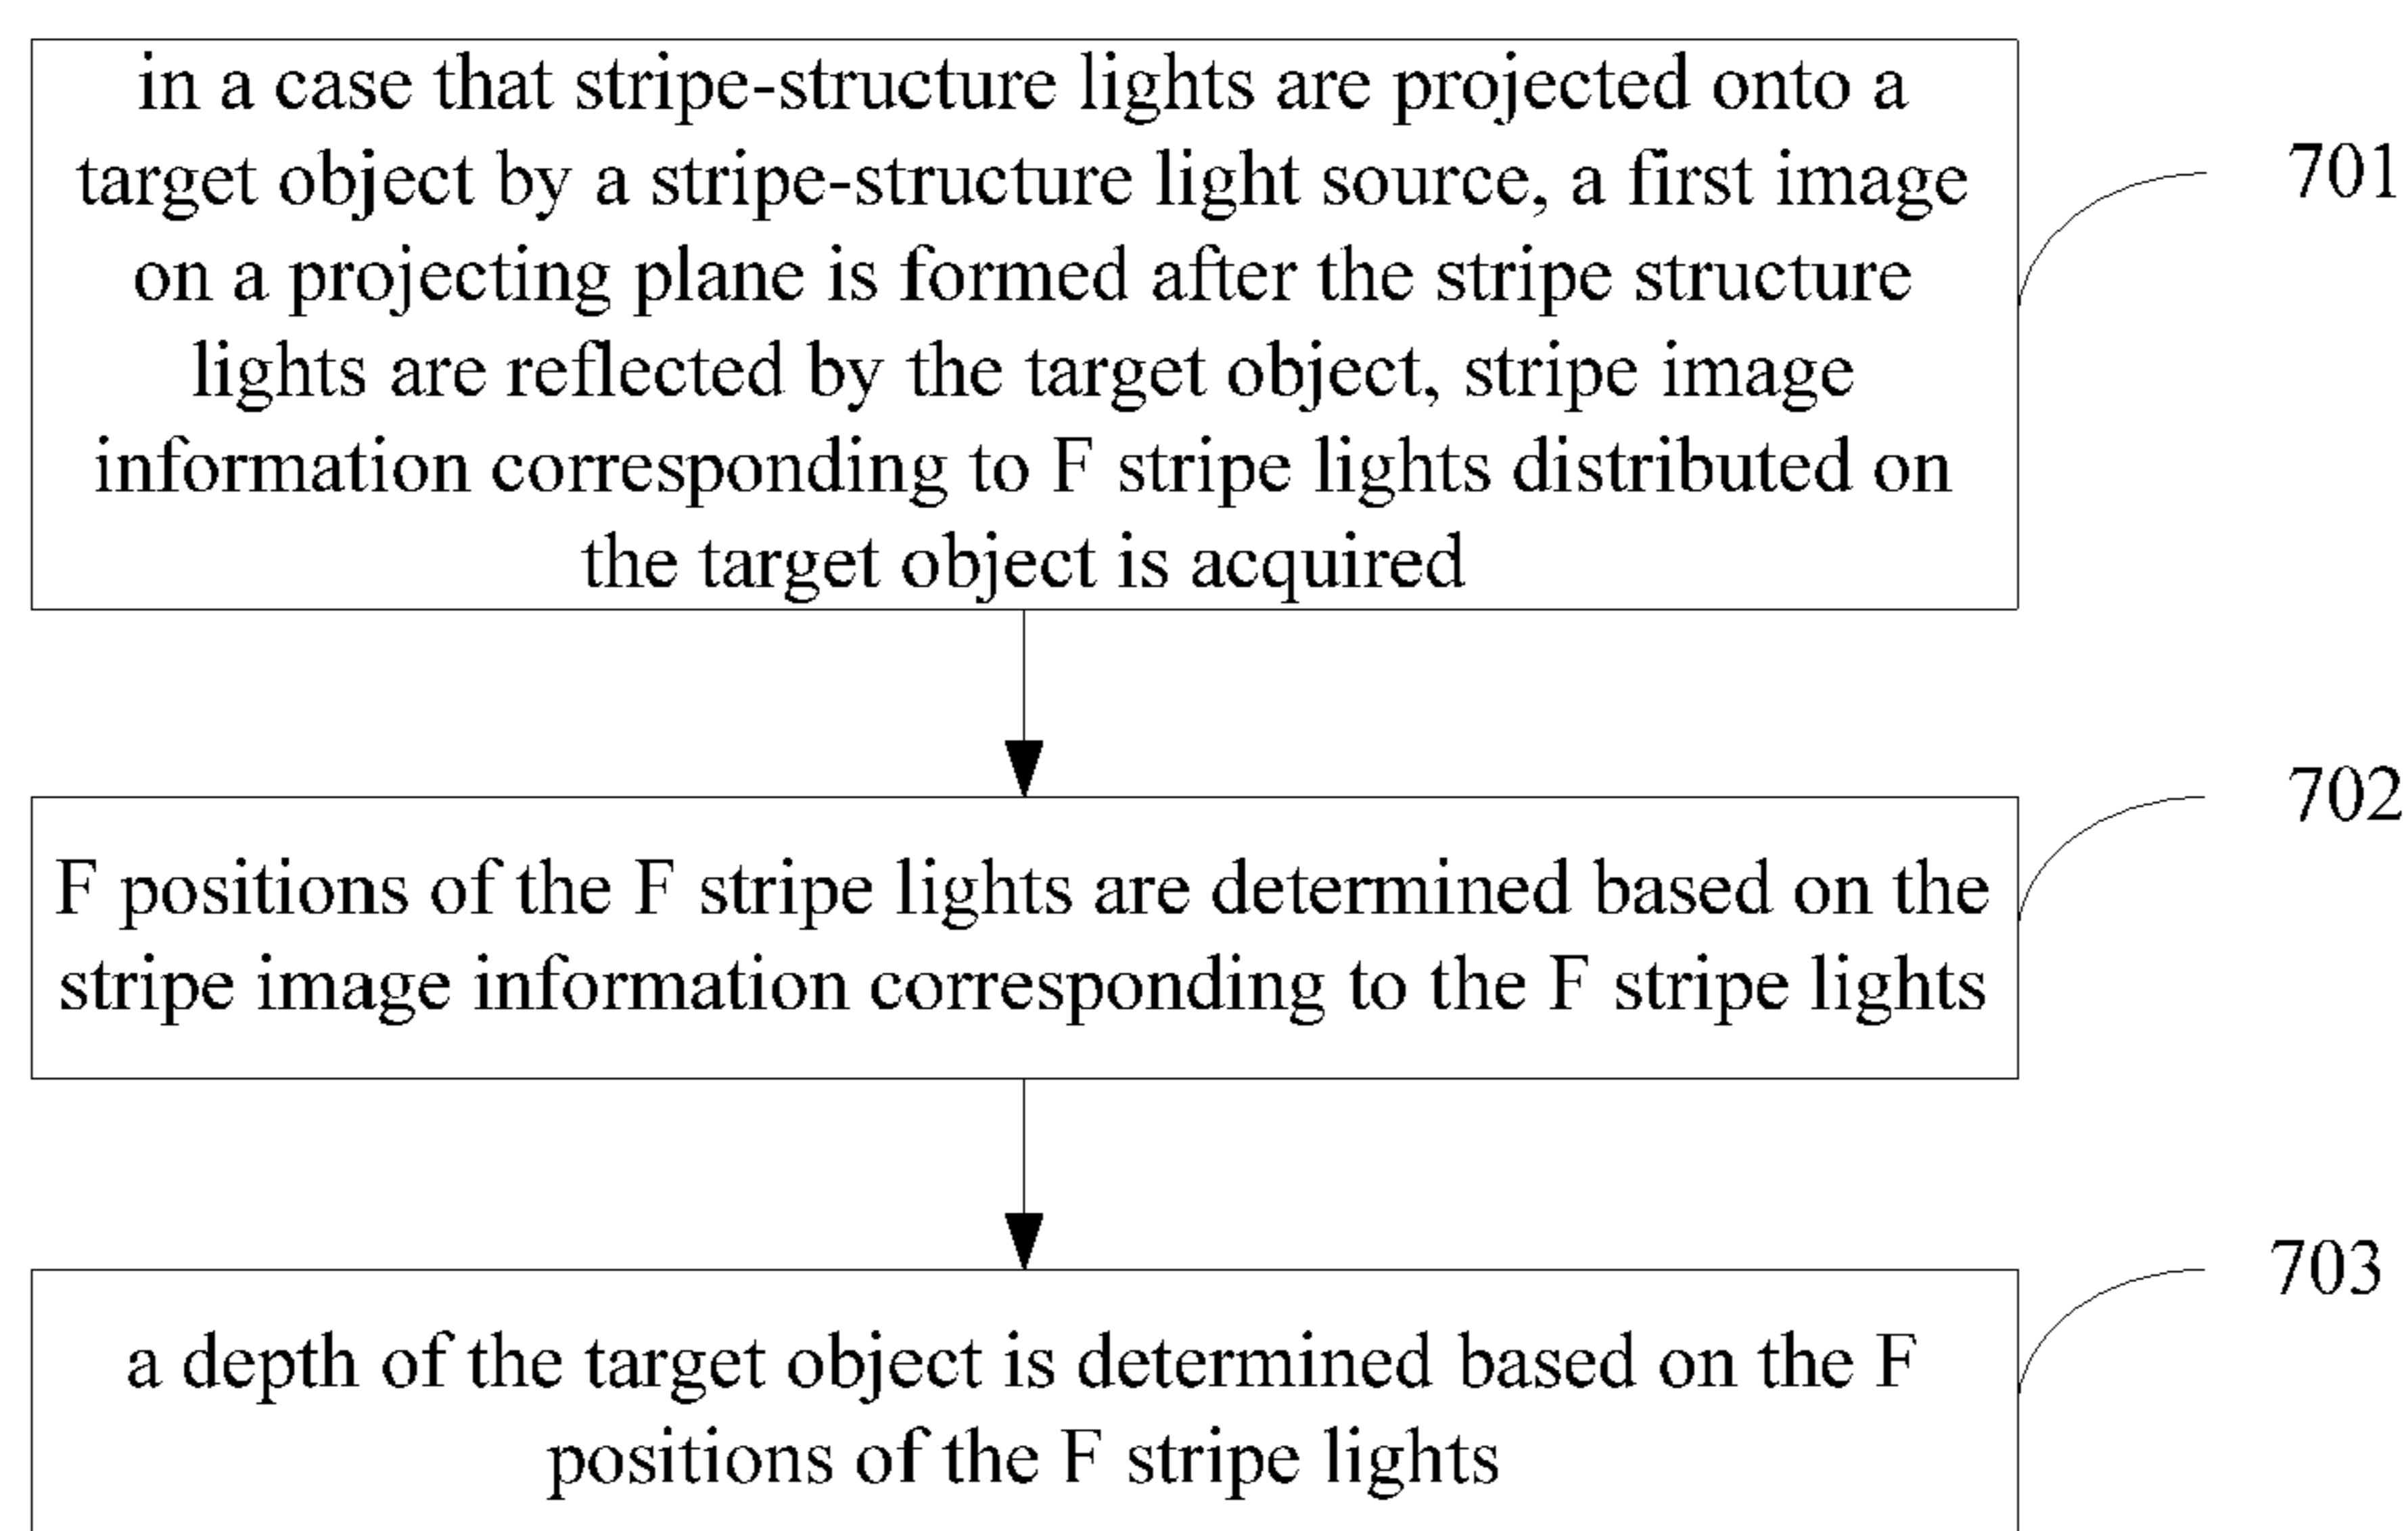 in a case that stripe-structure lights are projected onto a
target object by a stripe-structure light source, a first image
on a projecting plane is formed after the stripe structure
lights are reflected by the target object, stripe image
information corresponding to F stripe lights distributed on
the target object is acquired
701
F positions of the F stripe lights are determined based on the
stripe image information corresponding to the F stripe lights
702
a depth of the target object is determined based on the F
positions of the F stripe lights
703